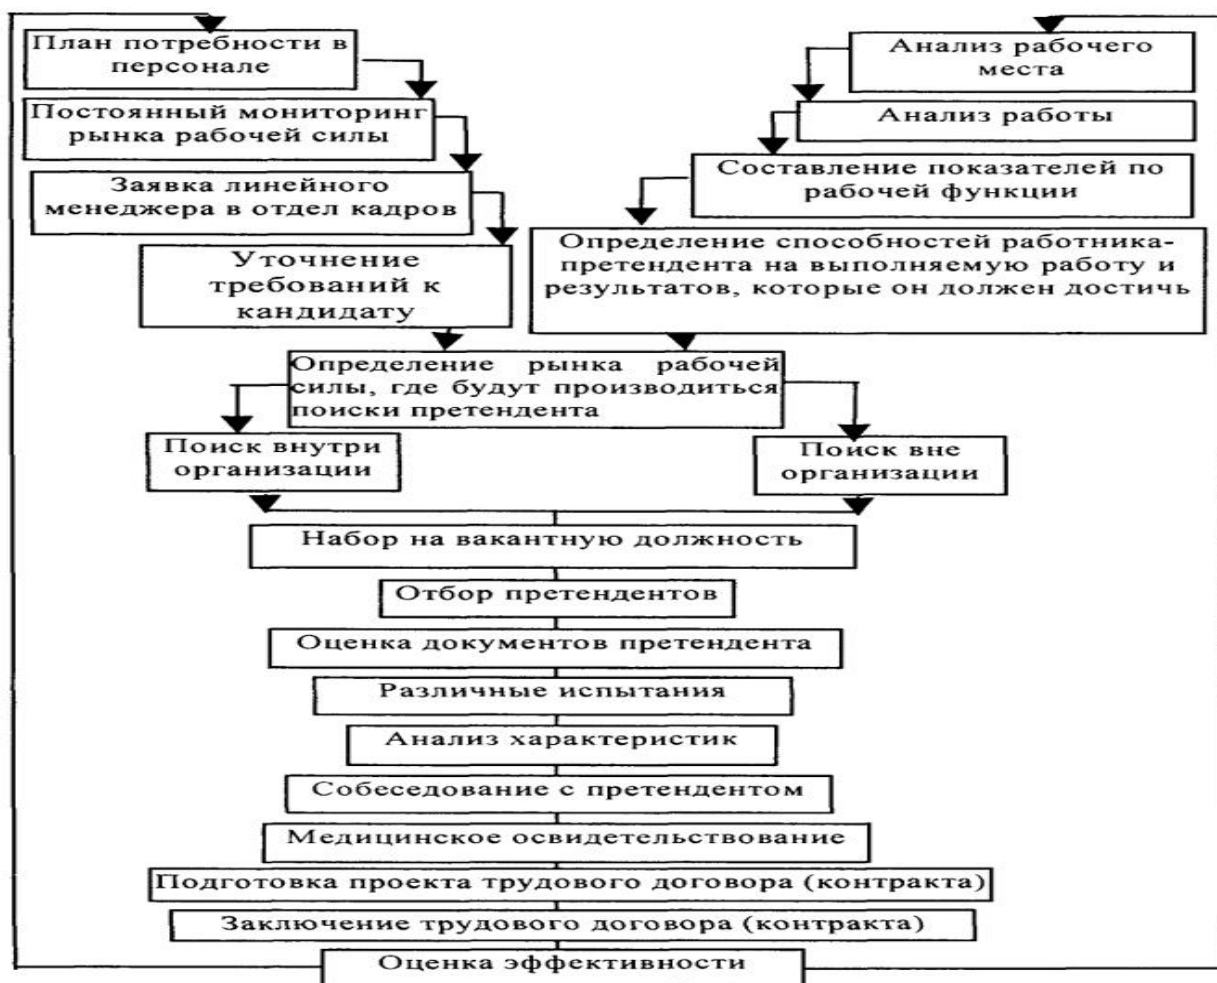 План потребности в
персонале
Постоянный мониторинг
рынка рабочей силы
Заявка линейного
менеджера в отдел кадров
Уточнение
требований к
кандидату
Анализ рабочего
места
Анализ работы
Составление показателей по
рабочей функции
Определение способностей работника-
претендента на выполняемую работу и
результатов, которые он должен достичь
Определение рынка рабочей
силы, где будут производиться
поиски претендента
Поиск внутри
организации
Поиск вне
организации
Набор на вакантную должность
Отбор претендентов
Оценка документов претендента
Различные испытания
Анализ характеристик
Собеседование с претендентом
Медицинское освидетельствование
Подготовка проекта трудового договора (контракта)
Заключение трудового договора (контракта)
Оценка эффективности